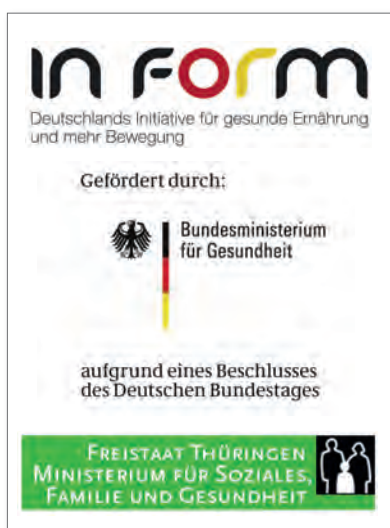 IN FORM
Deutschlands Initiative für gesunde Ernährung
und mehr Bewegung
Gefördert durch:
Bundesministerium
für Gesundheit
aufgrund eines Beschlusses
des Deutschen Bundestages
FREISTAAT THÜRINGEN
MINISTERIUM FÜR SOZIALES,
FAMILIE UND GESUNDHEIT